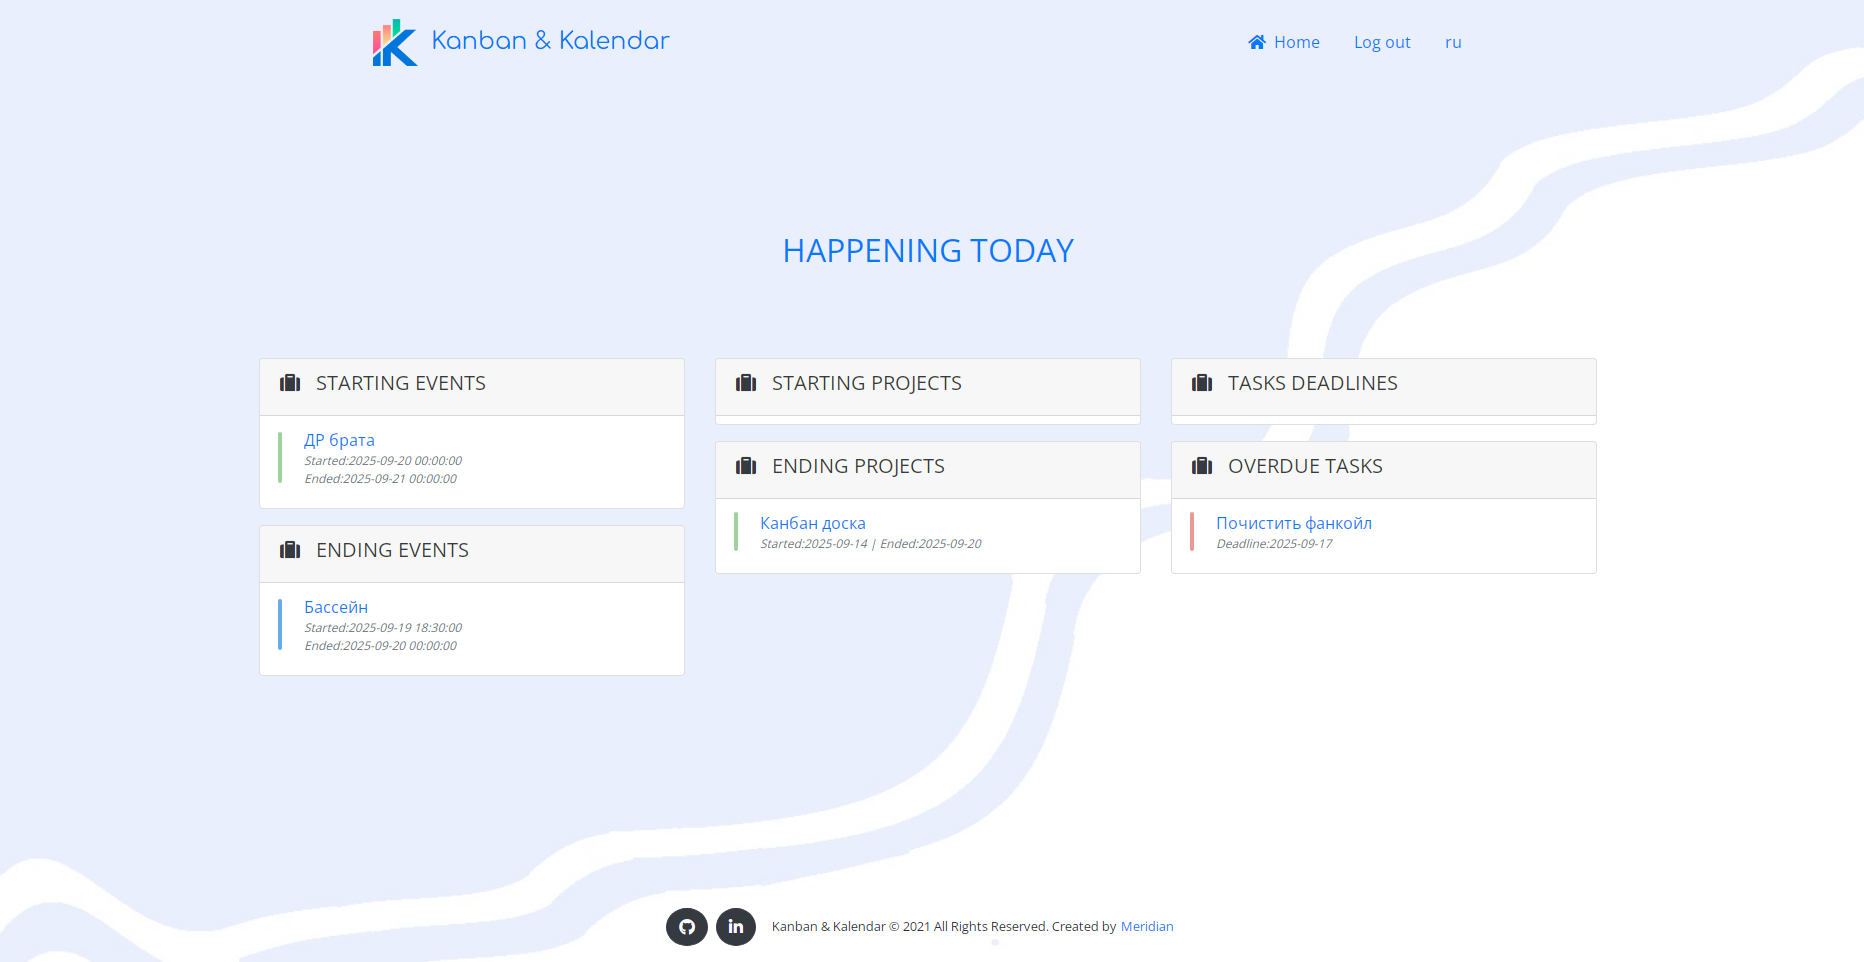 Kanban & Kalendar
Home
Log out
ru
HAPPENING TODAY
STARTING EVENTS
ДР брата
Started:2025-09-20 00:00:00
Ended:2025-09-21 00:00:00
ENDING EVENTS
Бассейн
Started:2025-09-19 18:30:00
Ended:2025-09-20 00:00:00
STARTING PROJECTS
ENDING PROJECTS
Канбан доска
Started:2025-09-14 | Ended:2025-09-20
TASKS DEADLINES
OVERDUE TASKS
Почистить фанкойл
Deadline:2025-09-17
Kanban & Kalendar © 2021 All Rights Reserved. Created by Meridian